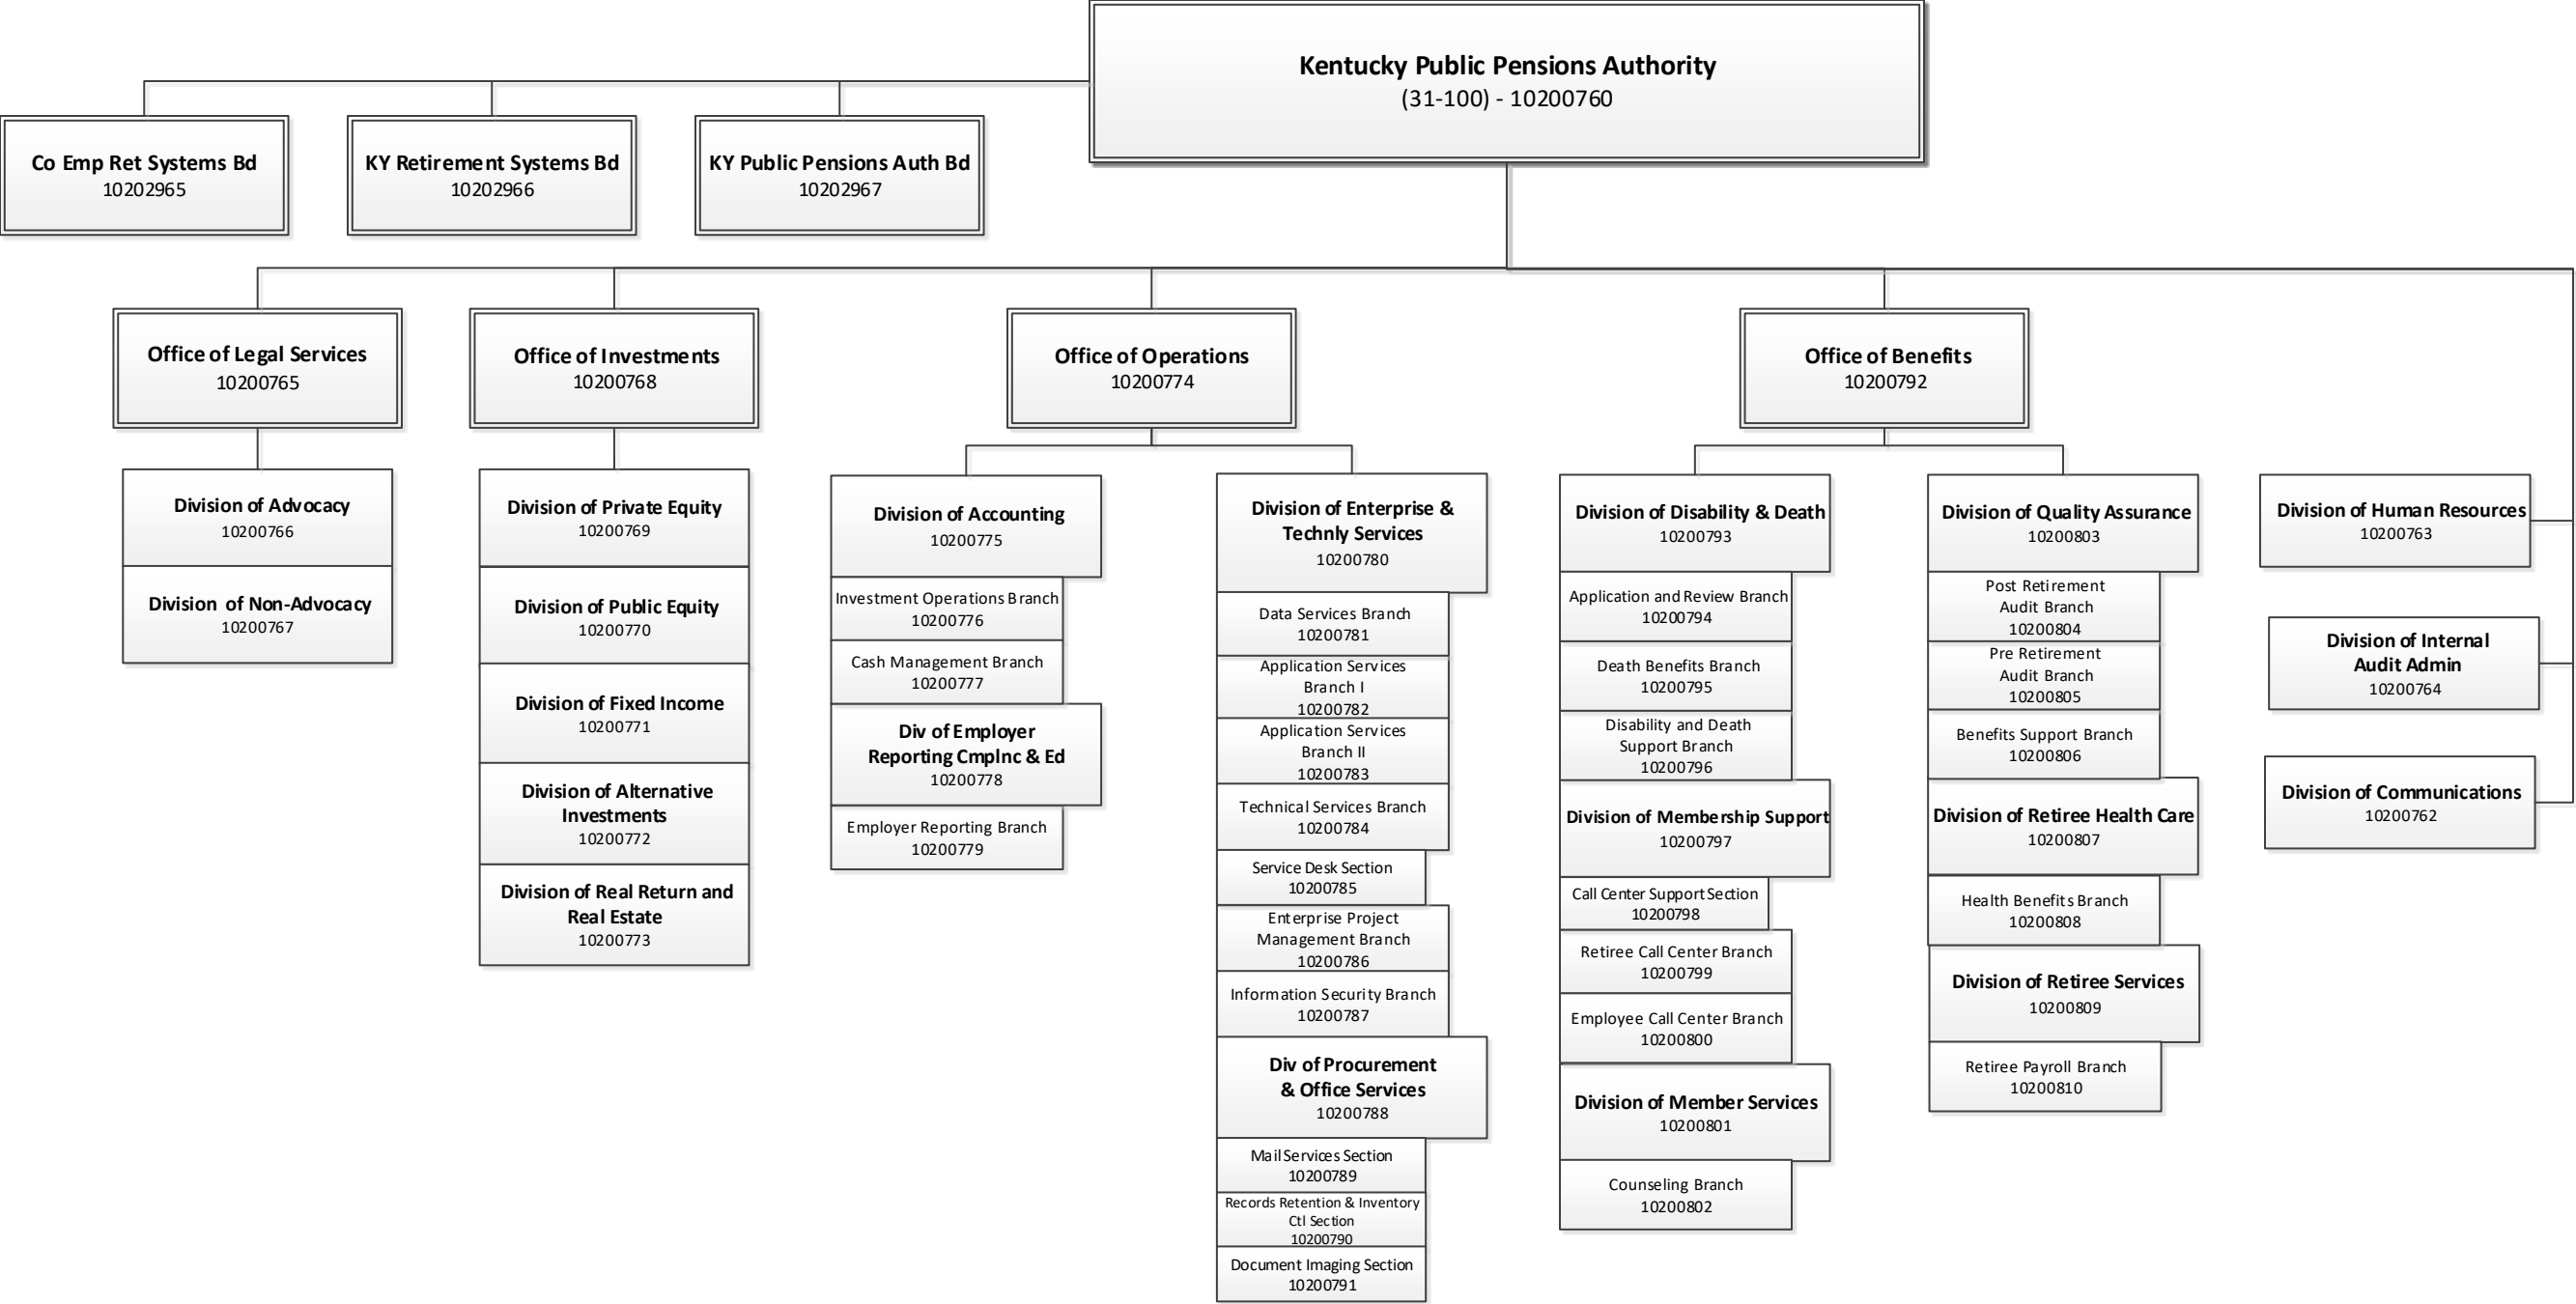 Kentucky Public Pensions Authority
(31-100) - 10200760
Co Emp Ret Systems Bd
10202965
KY Retirement Systems Bd
10202966
KY Public Pensions Auth Bd
10202967
Office of Legal Services
10200765
Office of Investments
10200768
Office of Operations
10200774
Office of Benefits
10200792
Division of Advocacy
10200766
Division of Non-Advocacy
10200767
Division of Private Equity
10200769
Division of Public Equity
10200770
Division of Fixed Income
10200771
Division of Alternative
Investments
10200772
Division of Real Return and
Real Estate
10200773
Division of Accounting
10200775
Investment Operations Branch
10200776
Cash Management Branch
10200777
Div of Employer
Reporting Cmplnc & Ed
10200778
Employer Reporting Branch
10200779
Division of Enterprise &
Technly Services
10200780
Data Services Branch
10200781
Application Services
Branch I
10200782
Application Services
Branch II
10200783
Technical Services Branch
10200784
Service Desk Section
10200785
Enterprise Project
Management Branch
10200786
Information Security Branch
10200787
Div of Procurement
& Office Services
10200788
Mail Services Section
10200789
Records Retention & Inventory
Ctl Section
10200790
Document Imaging Section
10200791
Division of Disability & Death
10200793
Application and Review Branch
10200794
Death Benefits Branch
10200795
Disability and Death
Support Branch
10200796
Division of Membership Support
10200797
Call Center Support Section
10200798
Retiree Call Center Branch
10200799
Employee Call Center Branch
10200800
Division of Member Services
10200801
Counseling Branch
10200802
Division of Quality Assurance
10200803
Post Retirement
Audit Branch
10200804
Pre Retirement
Audit Branch
10200805
Benefits Support Branch
10200806
Division of Retiree Health Care
10200807
Health Benefits Branch
10200808
Division of Retiree Services
10200809
Retiree Payroll Branch
10200810
Division of Human Resources
10200763
Division of Internal
Audit Admin
10200764
Division of Communications
10200762